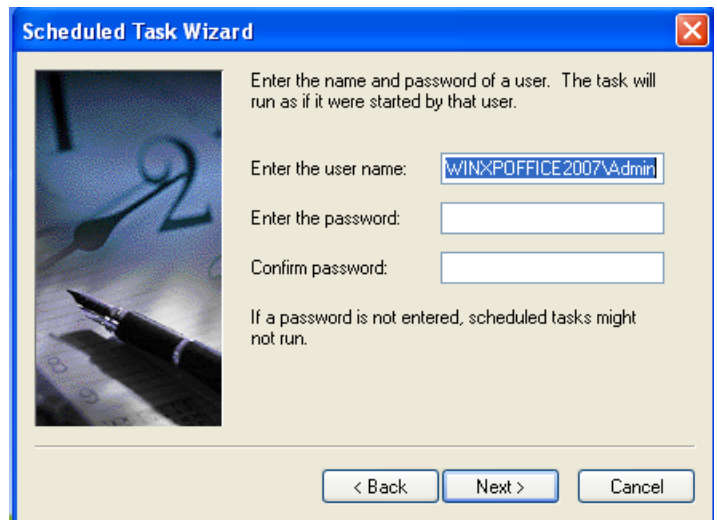 Scheduled Task Wizard
Enter the name and password of a user. The task will
run as if it were started by that user.
Enter the user name:
WINXPOFFICE2007\Admin
Enter the password:
Confirm password:
If a password is not entered, scheduled tasks might
not run.
< Back
Next >
Cancel